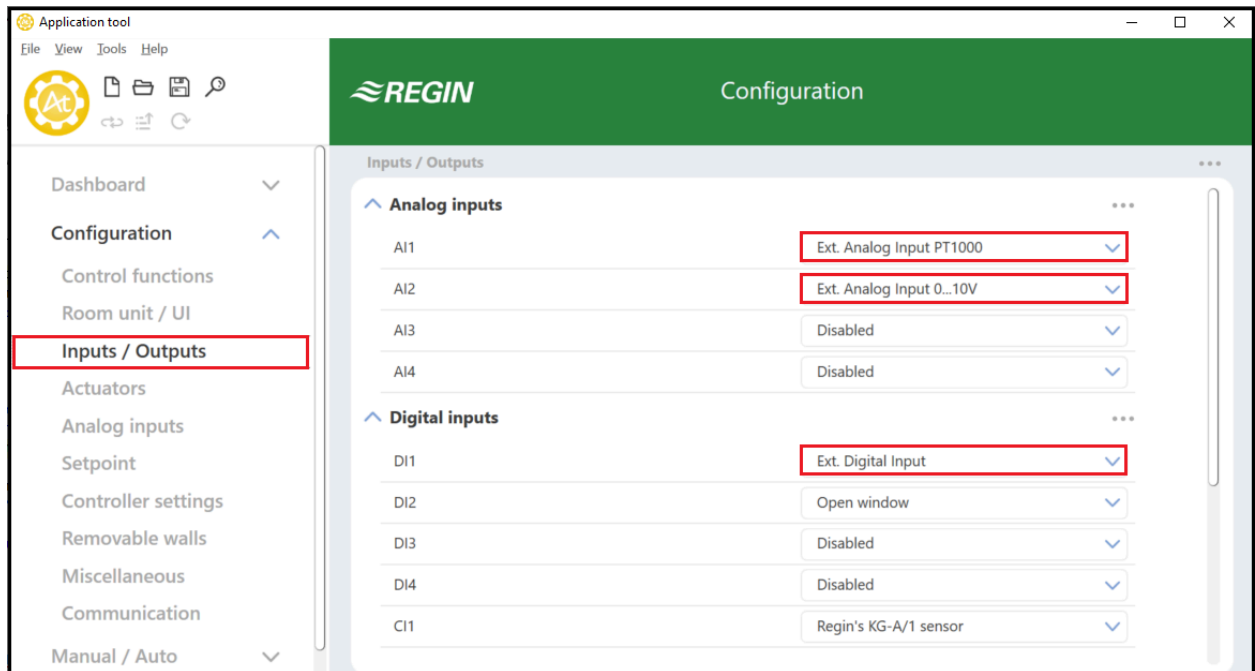 Application tool
File View Tools Help
At
REGIN
Configuration
Dashboard
Configuration
Control functions
Room unit / UI
Inputs / Outputs
Actuators
Analog inputs
Setpoint
Controller settings
Removable walls
Miscellaneous
Communication
Manual / Auto
Inputs / Outputs
Analog inputs
AI1 Ext. Analog Input PT1000
AI2 Ext. Analog Input 0...10V
AI3 Disabled
AI4 Disabled
Digital inputs
DI1 Ext. Digital Input
DI2 Open window
DI3 Disabled
DI4 Disabled
CI1 Regin's KG-A/1 sensor